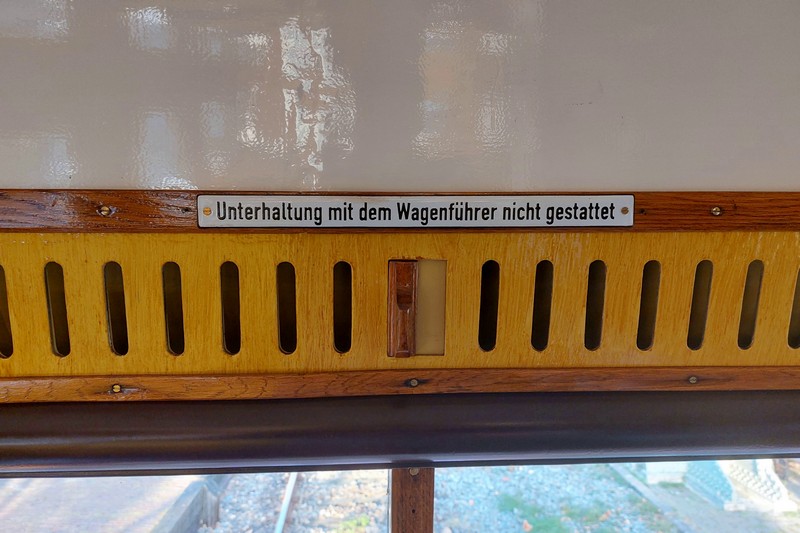 Unterhaltung mit dem Wagenführer nicht gestattet